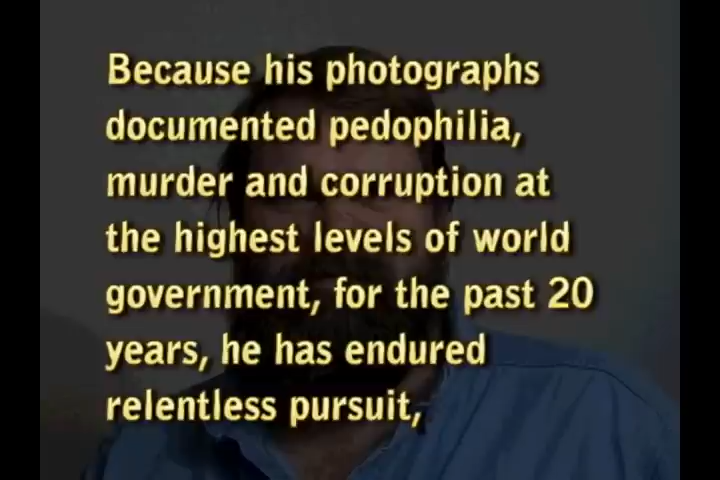 Because his photographs
documented pedophilia,
murder and corruption at
the highest levels of world
government, for the past 20
years, he has endured
relentless pursuit,